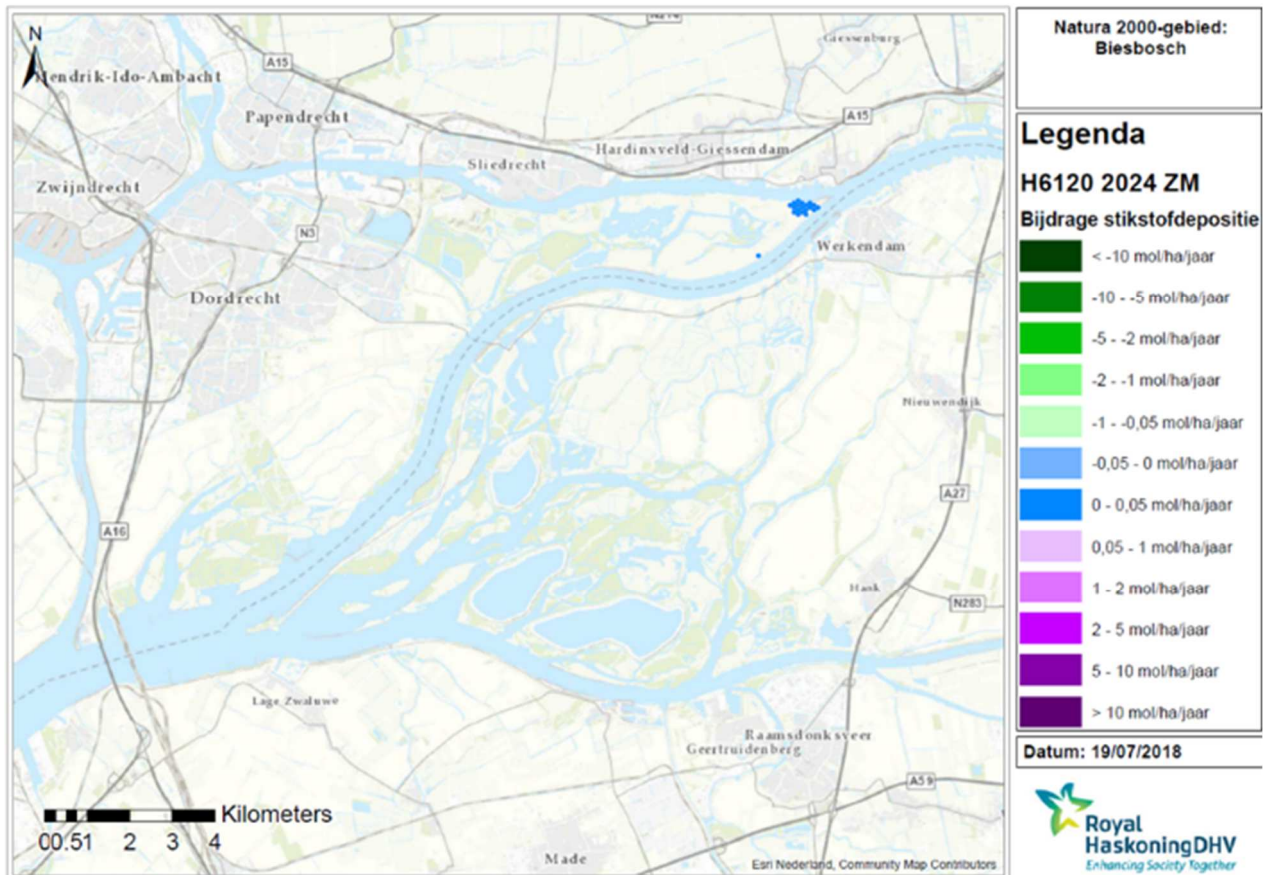 N
N214
Giessenburg
A15
Hendrik-Ido-Ambacht
Papendrecht
A15
Sliedrecht
Hardinxveld-Giessendam
Zwijndrecht
N3
Werkendam
Dordrecht
Nieuwendijk
A27
A16
Hank
N283
Lage Zwaluwe
Raamsdonksveer
Geertruidenberg
A59
Made
Kilometers
00.51 2 3 4
Esri Nederland, Community Map Contributors
Natura 2000-gebied:
Biesbosch
Legenda
H6120 2024 ZM
Bijdrage stikstofdepositie
< -10 mol/ha/jaar
-10 - -5 mol/ha/jaar
-5 - -2 mol/ha/jaar
-2 - -1 mol/ha/jaar
-1 - -0,05 mol/ha/jaar
-0,05 - 0 mol/ha/jaar
0 - 0,05 mol/ha/jaar
0,05 - 1 mol/ha/jaar
1 - 2 mol/ha/jaar
2 - 5 mol/ha/jaar
5 - 10 mol/ha/jaar
> 10 mol/ha/jaar
Datum: 19/07/2018
Royal
HaskoningDHV
Enhancing Society Together